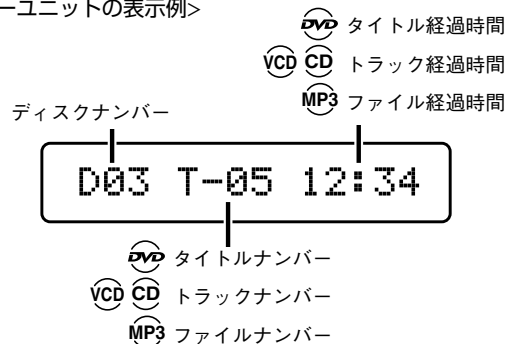 ーユニットの表示例>
DVD タイトル経過時間
VCD CD トラック経過時間
MP3 ファイル経過時間
ディスクナンバー
D03 T-05 12:34
DVD タイトルナンバー
VCD CD トラックナンバー
MP3 ファイルナンバー